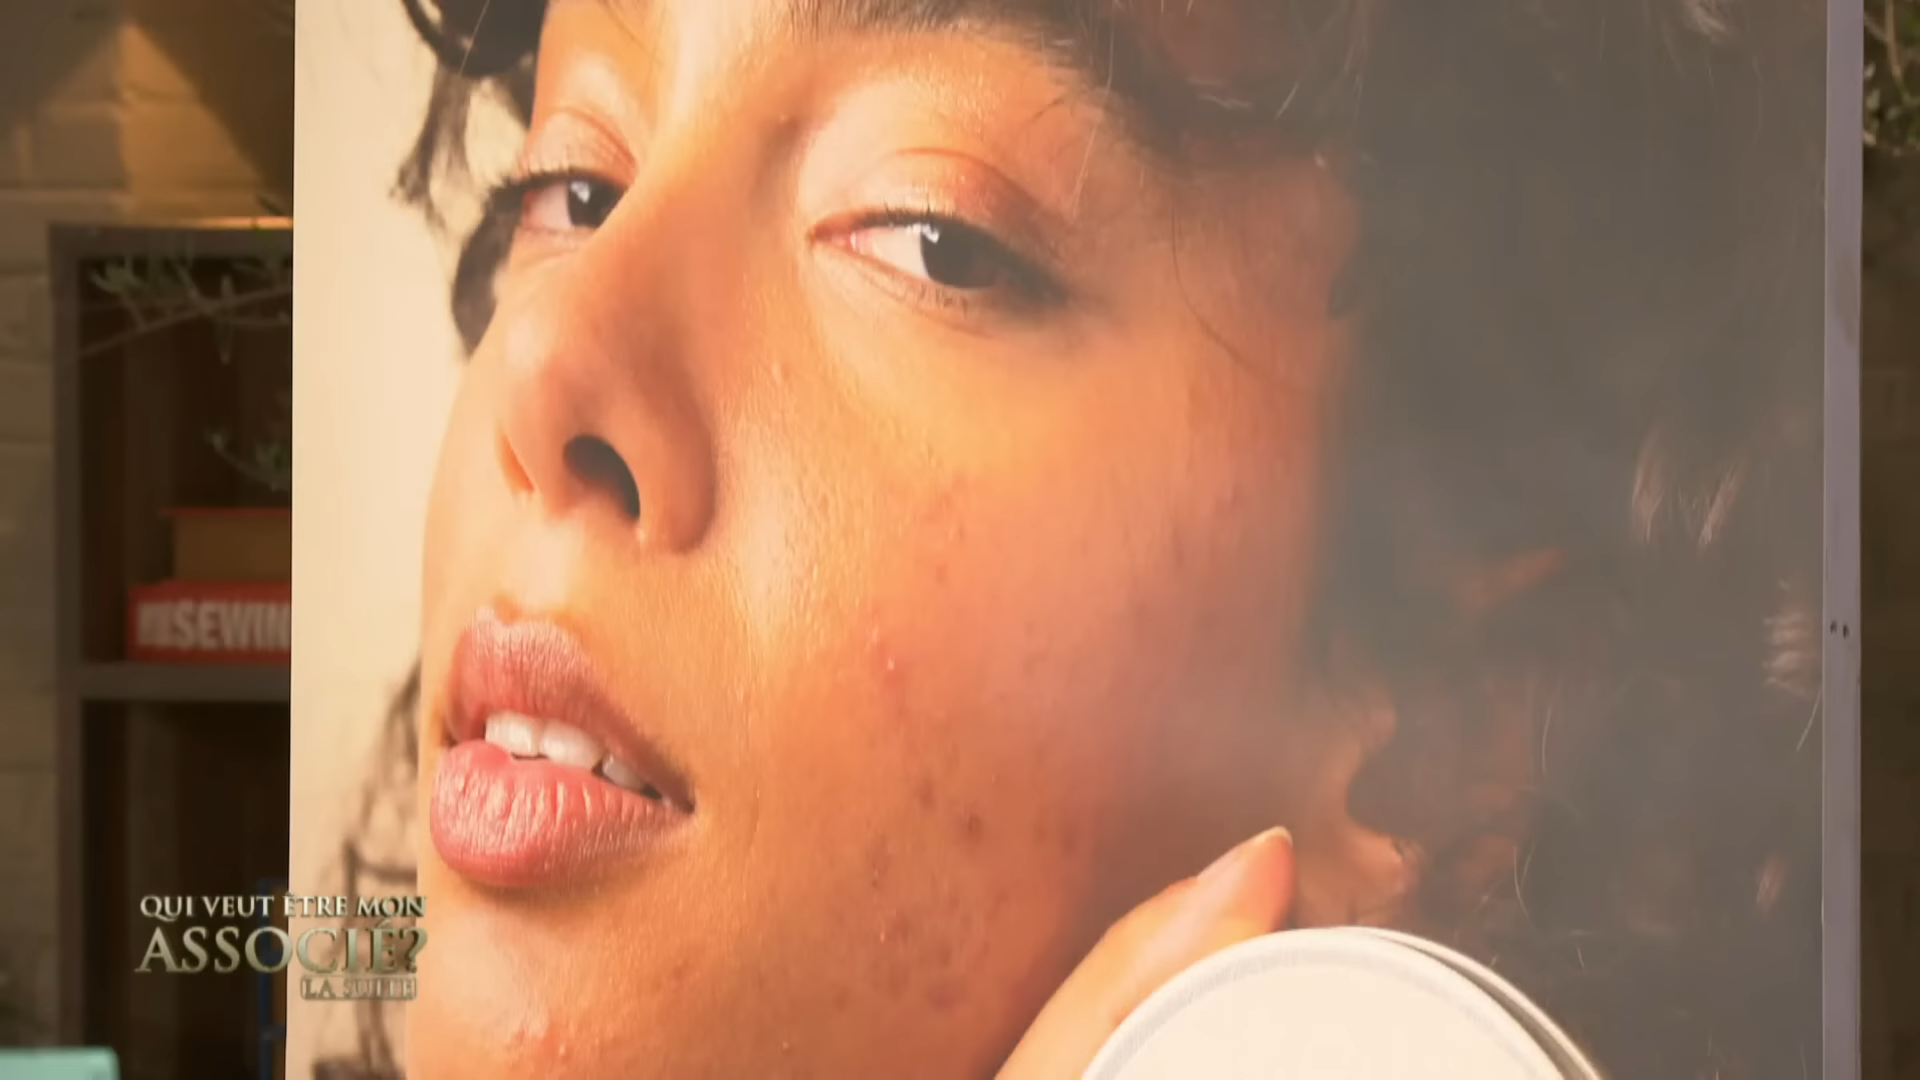 SEWIN
QUI VEUT ÊTRE MON
ASSOCIÉ?
LA SUITE